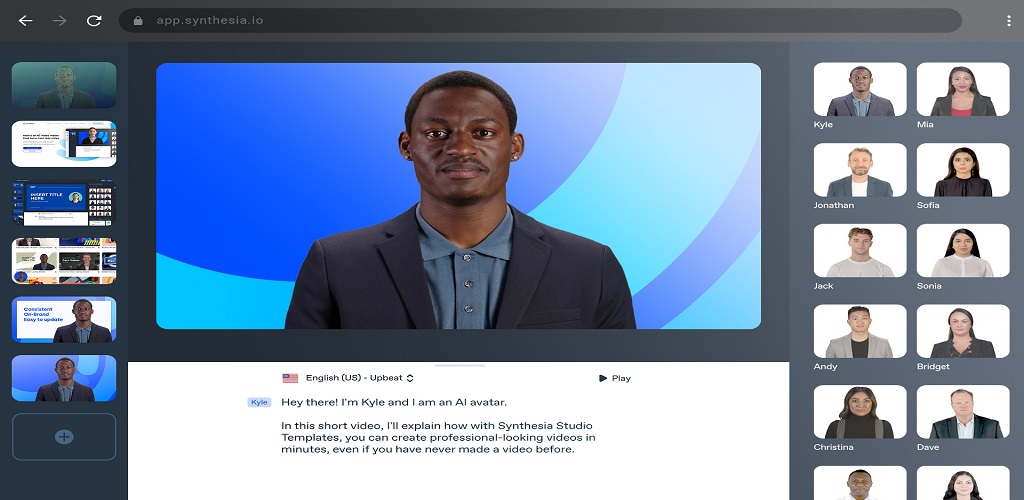 app.synthesia.io
INSERT TITLE
HERE
Consistent
On-Brand
Easy to update
English (US) - Upbeat
Play
Kyle
Hey there! I'm Kyle and I am an AI avatar.
In this short video, I'll explain how with Synthesia Studio
Templates, you can create professional-looking videos in
minutes, even if you have never made a video before.
Kyle
Mia
Jonathan
Sofia
Jack
Sonia
Andy
Bridget
Christina
Dave